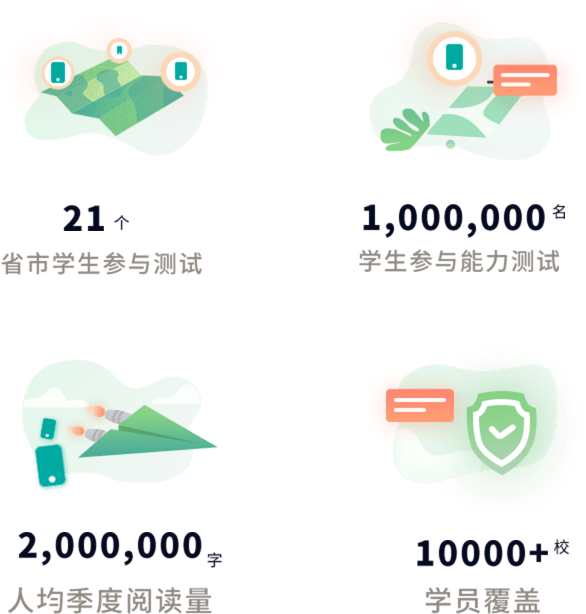 21 个
省市学生参与测试
1,000,000 名
学生参与能力测试
2,000,000 字
人均季度阅读量
10000+ 校
学员覆盖